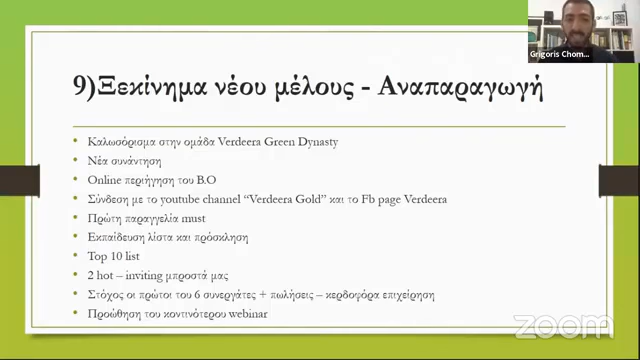 Grigoris Chom...
9)Ξεκίνημα νέου μέλους - Αναπαραγωγή
• Καλωσόρισμα στην ομάδα Verdeera Green Dynasty
• Νέα συνάντηση
• Online περιήγηση του B.O
• Σύνδεση με το youtube channel “Verdeera Gold” και το Fb page Verdeera
• Πρώτη παραγγελία must
• Εκπαίδευση λίστα και πρόσκληση
• Top 10 list
• 2 hot – inviting μπροστά μας
• Στόχος οι πρώτοι του 6 συνεργάτες + πωλήσεις – κερδοφόρα επιχείρηση
• Προώθηση του κοντινότερου webinar
zoom